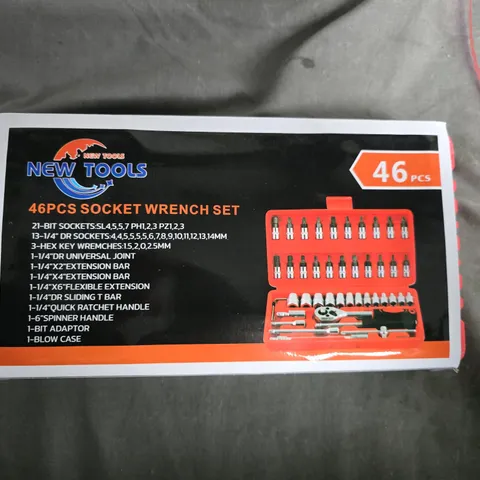 NEW TOOLS
NEW TOOLS
46 PCS
46PCS SOCKET WRENCH SET
21-BIT SOCKETS:SL4,5,5,7 PH1,2,3 PZ1,2,3
13-1/4" DR SOCKETS:4,4,5,5,5,5,6,7,8,9,10,11,12,13,14MM
3-HEX KEY WREMCHES:1.5,2,0,2.5MM
1-1/4"DR UNIVERSAL JOINT
1-1/4"X2"EXTENSION BAR
1-1/4"X4"EXTENSION BAR
1-1/4"X6"FLEXIBLE EXTENSION
1-1/4"DR SLIDING T BAR
1-1/4"QUICK RATCHET HANDLE
1-6"SPINNER HANDLE
1-BIT ADAPTOR
1-BLOW CASE